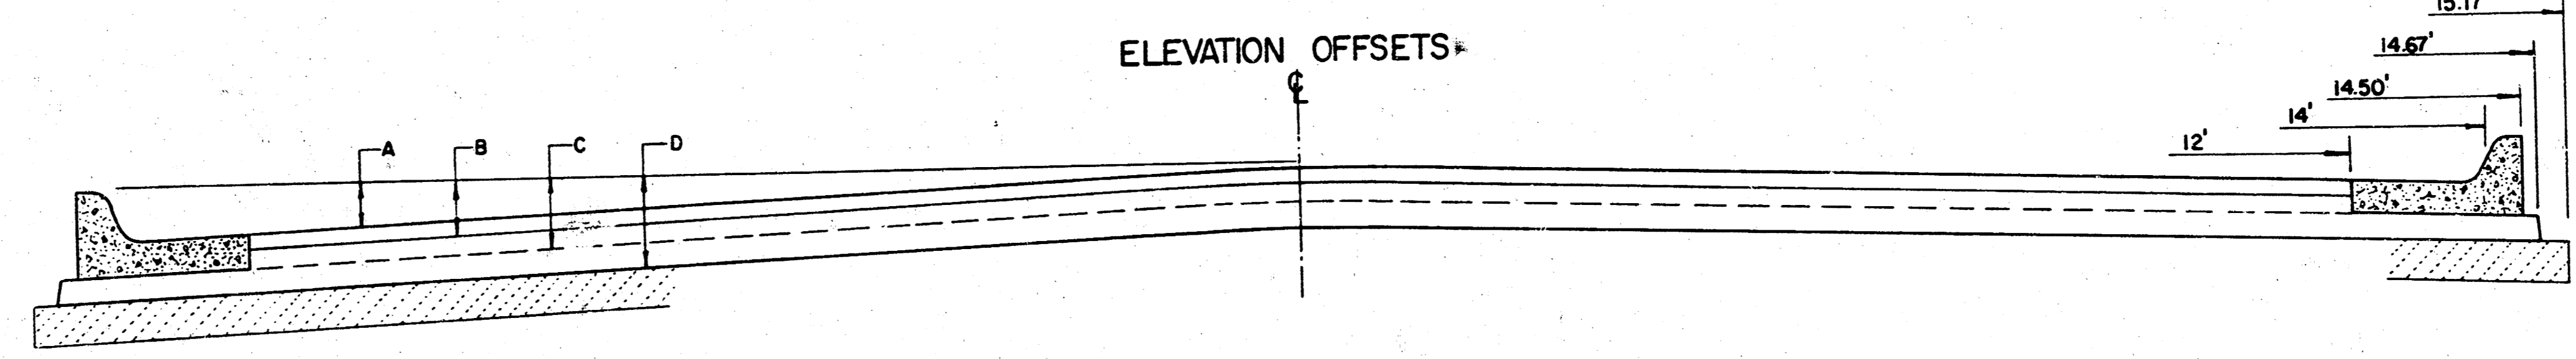 15.17'
ELEVATION OFFSETS
14.67'
℄
14.50'
14'
12'
A
B
C
D